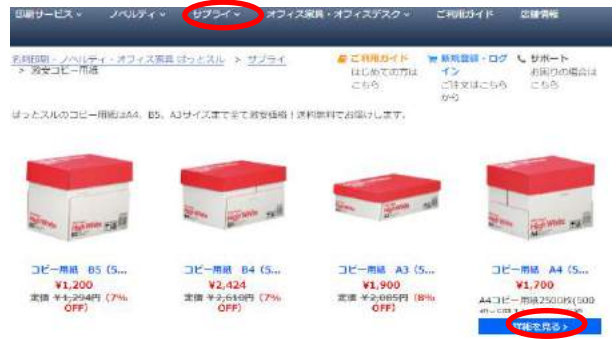 印刷サービス ノベルティ サプライ オフィス家具・オフィスデスク ご利用ガイド 店舗情報
名刺印刷・ノベルティ・オフィス家具 ぱっとスル > サプライ
> 激安コピー用紙
ご利用ガイド
はじめての方は
こちら
新規登録・ログ
イン
ご注文はこちら
から
サポート
お困りの場合は
こちら
ぱっとスルのコピー用紙はA4、B5、A3サイズまで全て激安価格！送料無料でお届けします。
High White
High White
High White
High White
コピー用紙 B5 (5...
¥1,200
定価 ¥1,294円 (7%
OFF)
コピー用紙 B4 (5...
¥2,424
定価 ¥2,610円 (7%
OFF)
コピー用紙 A3 (5...
¥1,900
定価 ¥2,085円 (8%
OFF)
コピー用紙 A4 (5...
¥1,700
A4コピー用紙2500枚(500
詳細を見る >